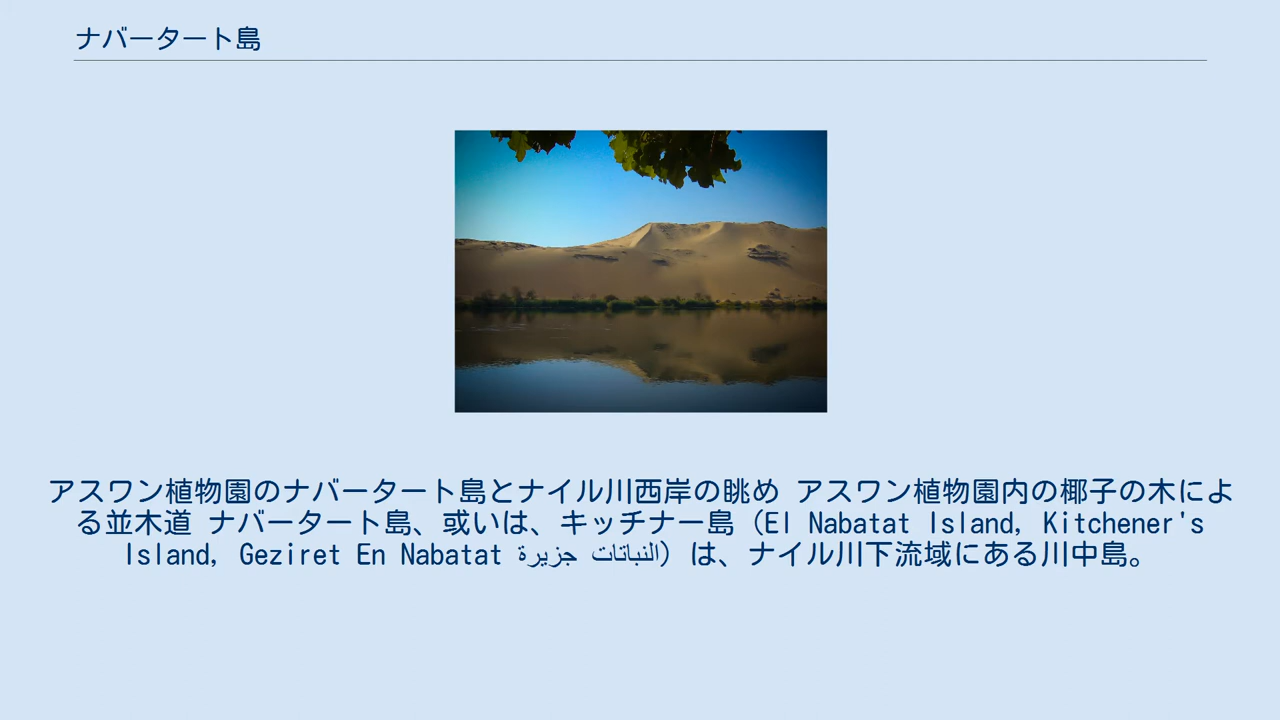 ナバータート島
アスワン植物園のナバータート島とナイル川西岸の眺め アスワン植物園内の椰子の木によ
る並木道 ナバータート島、或いは、キッチナー島（El Nabatat Island, Kitchener's
Island, Geziret En Nabatat جزيرة النباتات）は、ナイル川下流域にある川中島。